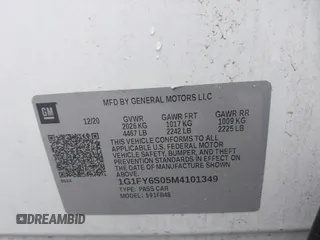 GM
MFD BY GENERAL MOTORS LLC
12/20 GVWR GAWR FRT GAWR RR
2026 KG 1017 KG 1009 KG
4467 LB 2242 LB 2225 LB
THIS VEHICLE CONFORMS TO ALL APPLICABLE
U.S. FEDERAL MOTOR VEHICLE
SAFETY, BUMPER, AND THEFT
PREVENTION STANDARDS IN EFFECT ON THE
DATE OF MANUFACTURE SHOWN ABOVE.
1G1FY6S05M4101349
TYPE: PASS CAR
MODEL: S91FB48
DREAMBID